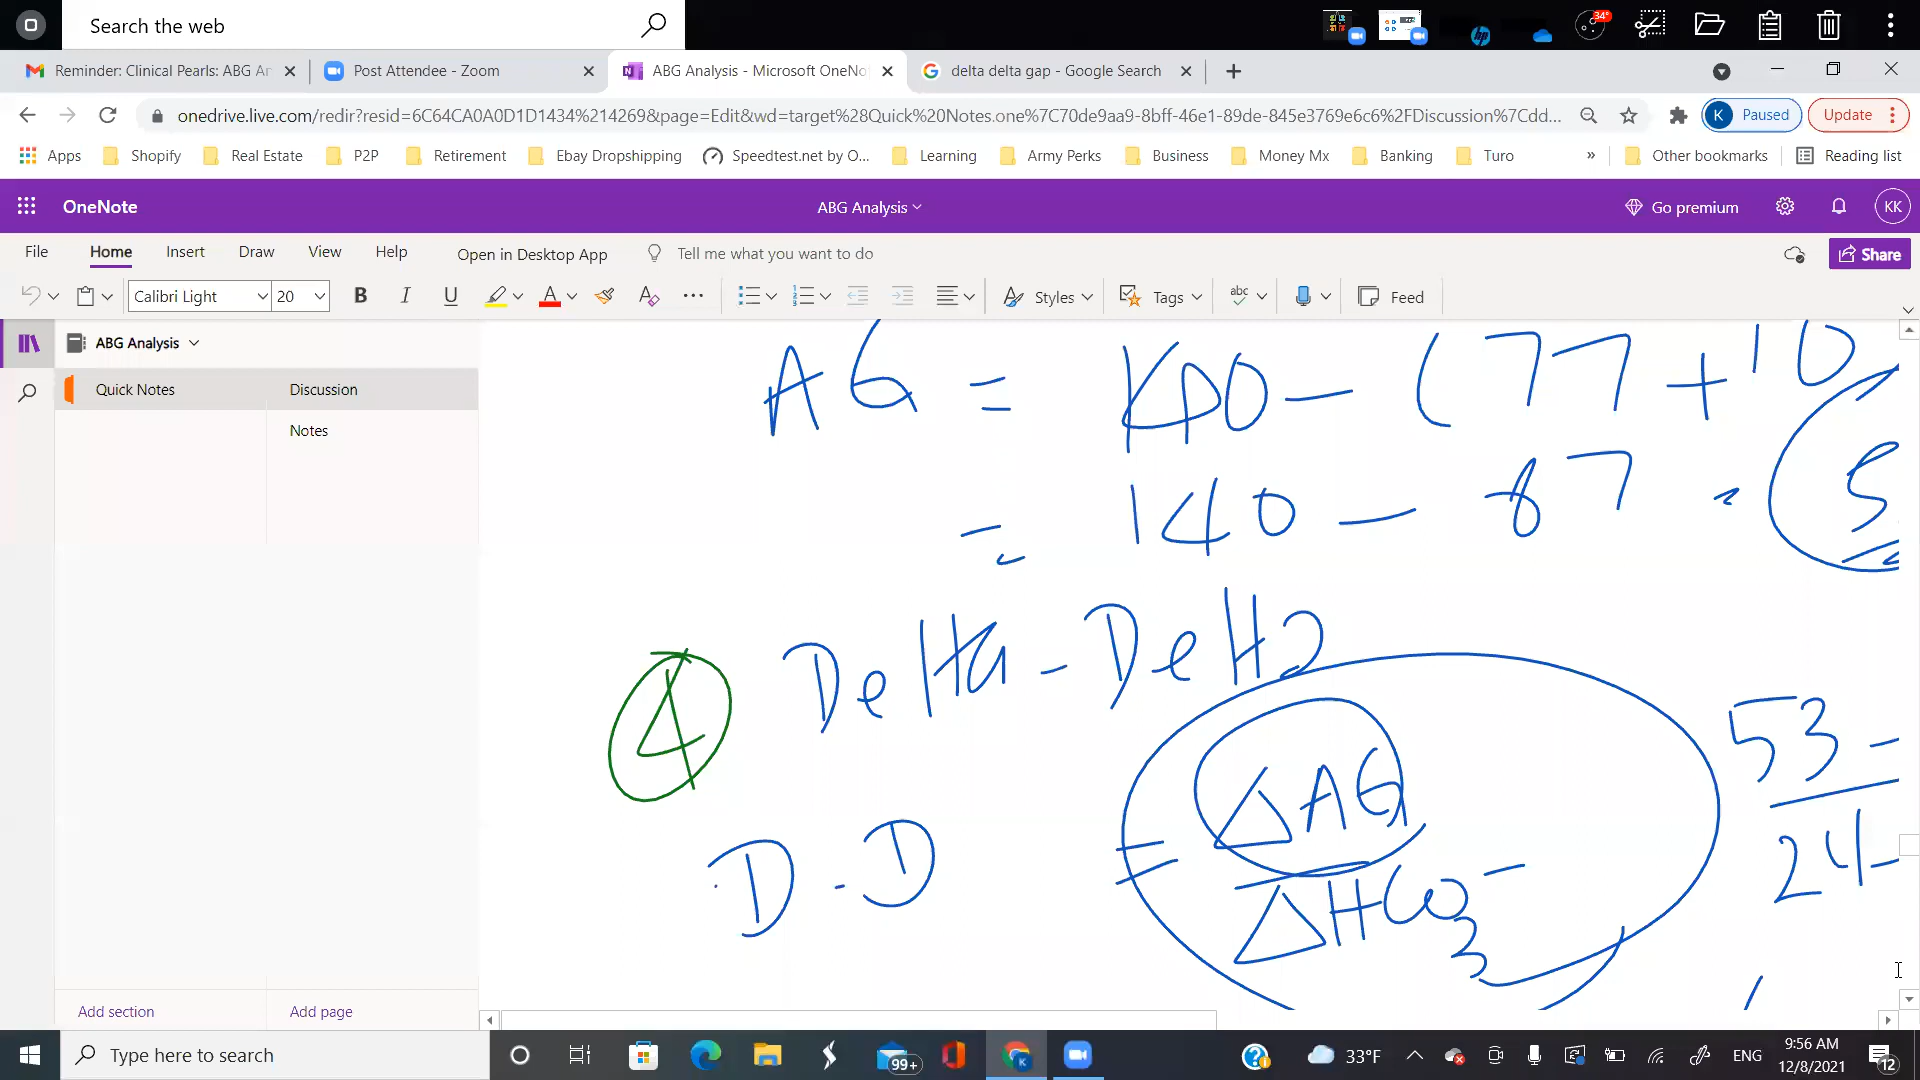 Search the web
34°
Reminder: Clinical Pearls: ABG An
Post Attendee - Zoom
ABG Analysis - Microsoft OneNo
delta delta gap - Google Search
onedrive.live.com/redir?resid=6C64CA0A0D1D1434%214269&page=Edit&wd=target%28Quick%20Notes.one%7C70de9aa9-8bff-46e1-89de-845e3769e6c6%2FDiscussion%7Cdd...
K Paused
Update
Apps
Shopify
Real Estate
P2P
Retirement
Ebay Dropshipping
Speedtest.net by O...
Learning
Army Perks
Business
Money Mx
Banking
Turo
»
Other bookmarks
Reading list
OneNote
ABG Analysis
Go premium
KK
File Home Insert Draw View Help Open in Desktop App
Tell me what you want to do
Share
Calibri Light 20 B I U A
Styles
Tags
abc
Feed
ABG Analysis
Quick Notes
Discussion
Notes
AG = 140 - (77 + 10
= 140 - 87 = 5
4 Delta - Delta
D - D = ΔAG
ΔHCO3-
53 -
24 -
Add section
Add page
Type here to search
99+
33°F
ENG
9:56 AM
12/8/2021
12